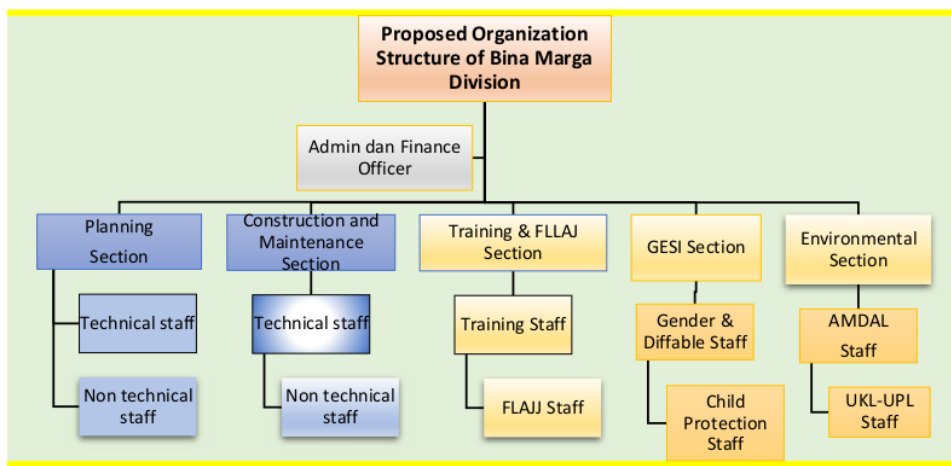 Proposed Organization
Structure of Bina Marga
Division
Admin dan Finance
Officer
Planning
Section
Construction and
Maintenance
Section
Training & FLLAJ
Section
GESI Section
Environmental
Section
Technical staff
Technical staff
Training Staff
Gender &
Diffable Staff
AMDAL
Staff
Non technical
staff
Non technical
staff
FLAJJ Staff
Child
Protection
Staff
UKL-UPL
Staff